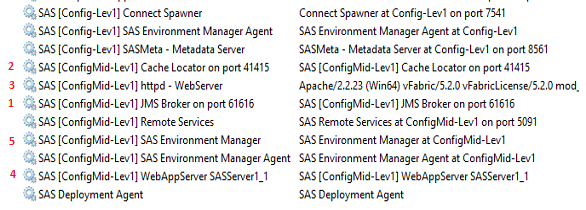 SAS [Config-Lev1] Connect Spawner Connect Spawner at Config-Lev1 on port 7541
SAS [Config-Lev1] SAS Environment Manager Agent SAS Environment Manager Agent at Config-Lev1
SAS [Config-Lev1] SASMeta - Metadata Server SASMeta - Metadata Server at Config-Lev1 on port 8561
2 SAS [ConfigMid-Lev1] Cache Locator on port 41415 SAS [ConfigMid-Lev1] Cache Locator on port 41415
3 SAS [ConfigMid-Lev1] httpd - WebServer Apache/2.2.23 (Win64) vFabric/5.2.0 vFabricLicense/5.2.0 mod_
1 SAS [ConfigMid-Lev1] JMS Broker on port 61616 SAS [ConfigMid-Lev1] JMS Broker on port 61616
SAS [ConfigMid-Lev1] Remote Services SAS Remote Services at ConfigMid-Lev1 on port 5091
5 SAS [ConfigMid-Lev1] SAS Environment Manager SAS Environment Manager at ConfigMid-Lev1
SAS [ConfigMid-Lev1] SAS Environment Manager Agent SAS Environment Manager Agent at ConfigMid-Lev1
4 SAS [ConfigMid-Lev1] WebAppServer SASServer1_1 SAS [ConfigMid-Lev1] WebAppServer SASServer1_1
SAS Deployment Agent SAS Deployment Agent